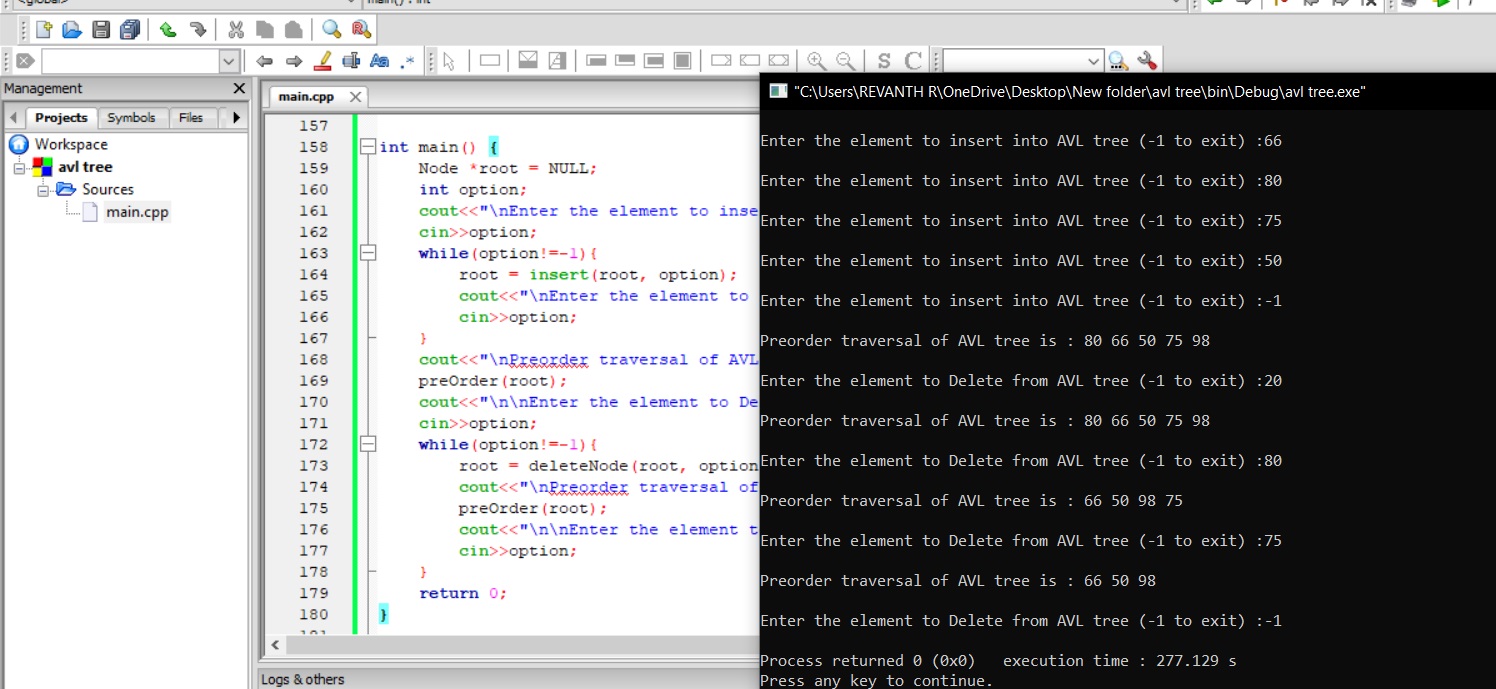 <global>
main() : int
S C
Management
main.cpp
Projects Symbols Files
Workspace
avl tree
Sources
main.cpp
157
158 int main() {
159 Node *root = NULL;
160 int option;
161 cout<<"\nEnter the element to inse
162 cin>>option;
163 while(option!=-1){
164 root = insert(root, option);
165 cout<<"\nEnter the element to
166 cin>>option;
167 }
168 cout<<"\nPreorder traversal of AVL
169 preOrder(root);
170 cout<<"\n\nEnter the element to De
171 cin>>option;
172 while(option!=-1){
173 root = deleteNode(root, option
174 cout<<"\nPreorder traversal of
175 preOrder(root);
176 cout<<"\n\nEnter the element t
177 cin>>option;
178 }
179 return 0;
180 }
181
Logs & others
"C:\Users\REVANTH R\OneDrive\Desktop\New folder\avl tree\bin\Debug\avl tree.exe"
Enter the element to insert into AVL tree (-1 to exit) :66
Enter the element to insert into AVL tree (-1 to exit) :80
Enter the element to insert into AVL tree (-1 to exit) :75
Enter the element to insert into AVL tree (-1 to exit) :50
Enter the element to insert into AVL tree (-1 to exit) :-1
Preorder traversal of AVL tree is : 80 66 50 75 98
Enter the element to Delete from AVL tree (-1 to exit) :20
Preorder traversal of AVL tree is : 80 66 50 75 98
Enter the element to Delete from AVL tree (-1 to exit) :80
Preorder traversal of AVL tree is : 66 50 98 75
Enter the element to Delete from AVL tree (-1 to exit) :75
Preorder traversal of AVL tree is : 66 50 98
Enter the element to Delete from AVL tree (-1 to exit) :-1
Process returned 0 (0x0) execution time : 277.129 s
Press any key to continue.